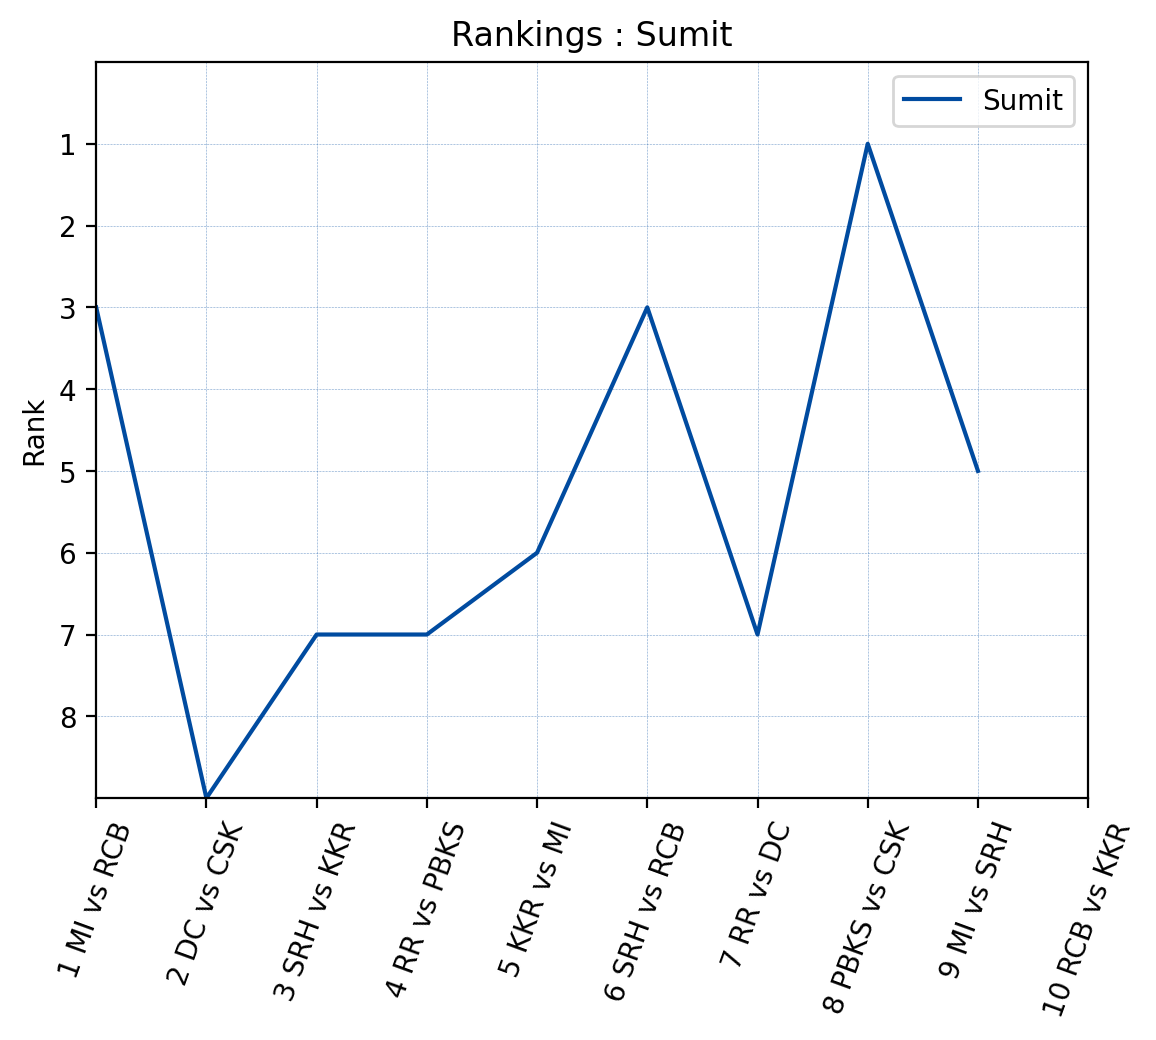 Rankings : Sumit
Sumit
Rank
1
2
3
4
5
6
7
8
1 MI vs RCB
2 DC vs CSK
3 SRH vs KKR
4 RR vs PBKS
5 KKR vs MI
6 SRH vs RCB
7 RR vs DC
8 PBKS vs CSK
9 MI vs SRH
10 RCB vs KKR